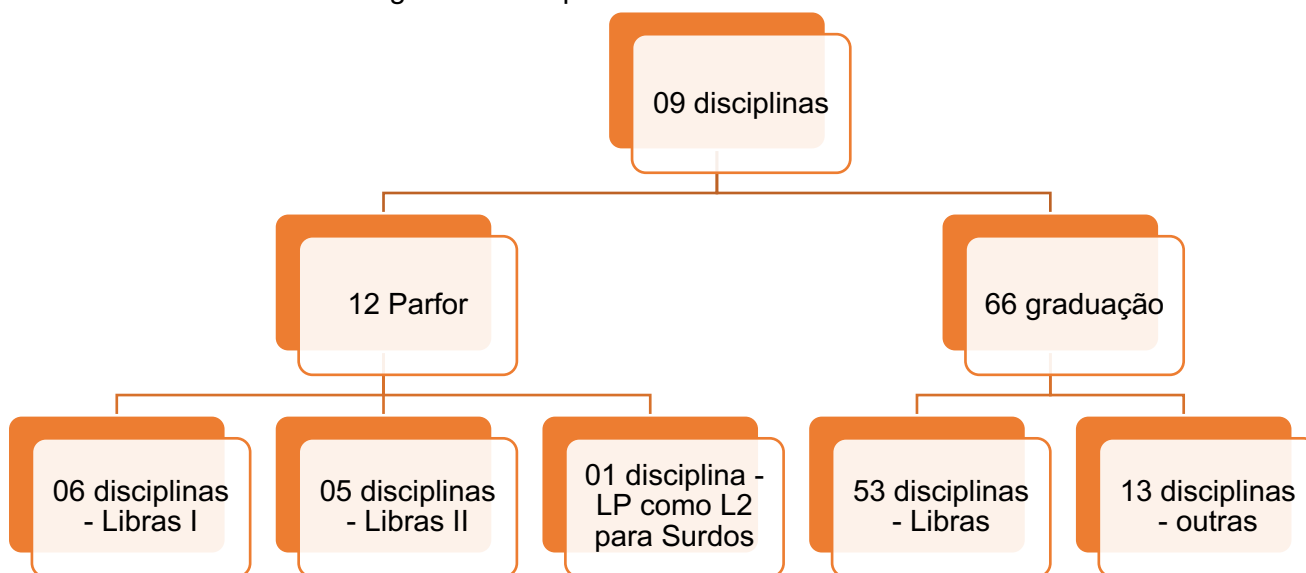 09 disciplinas
12 Parfor
66 graduação
06 disciplinas
- Libras I
05 disciplinas
- Libras II
01 disciplina -
LP como L2
para Surdos
53 disciplinas
- Libras
13 disciplinas
- outras